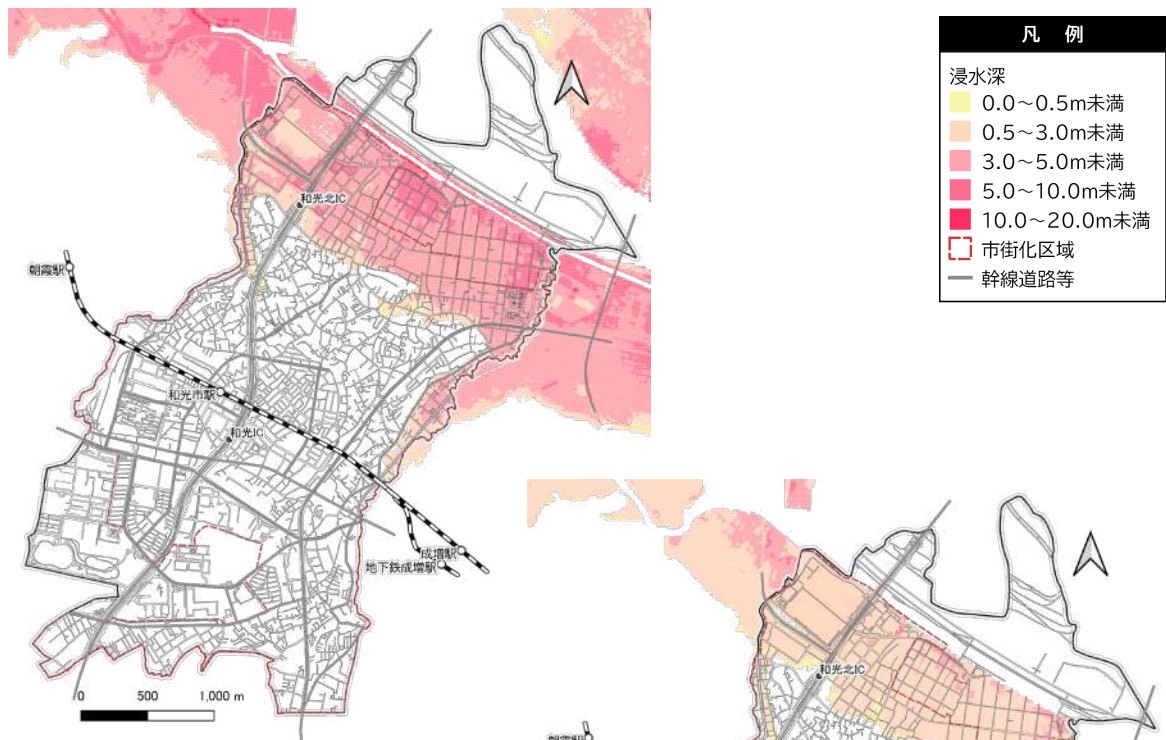 凡 例
浸水深
0.0～0.5m未満
0.5～3.0m未満
3.0～5.0m未満
5.0～10.0m未満
10.0～20.0m未満
市街化区域
幹線道路等
和光北IC
朝霞駅
和光市駅
和光IC
成増駅
地下鉄成増駅
0 500 1,000 m
和光北IC